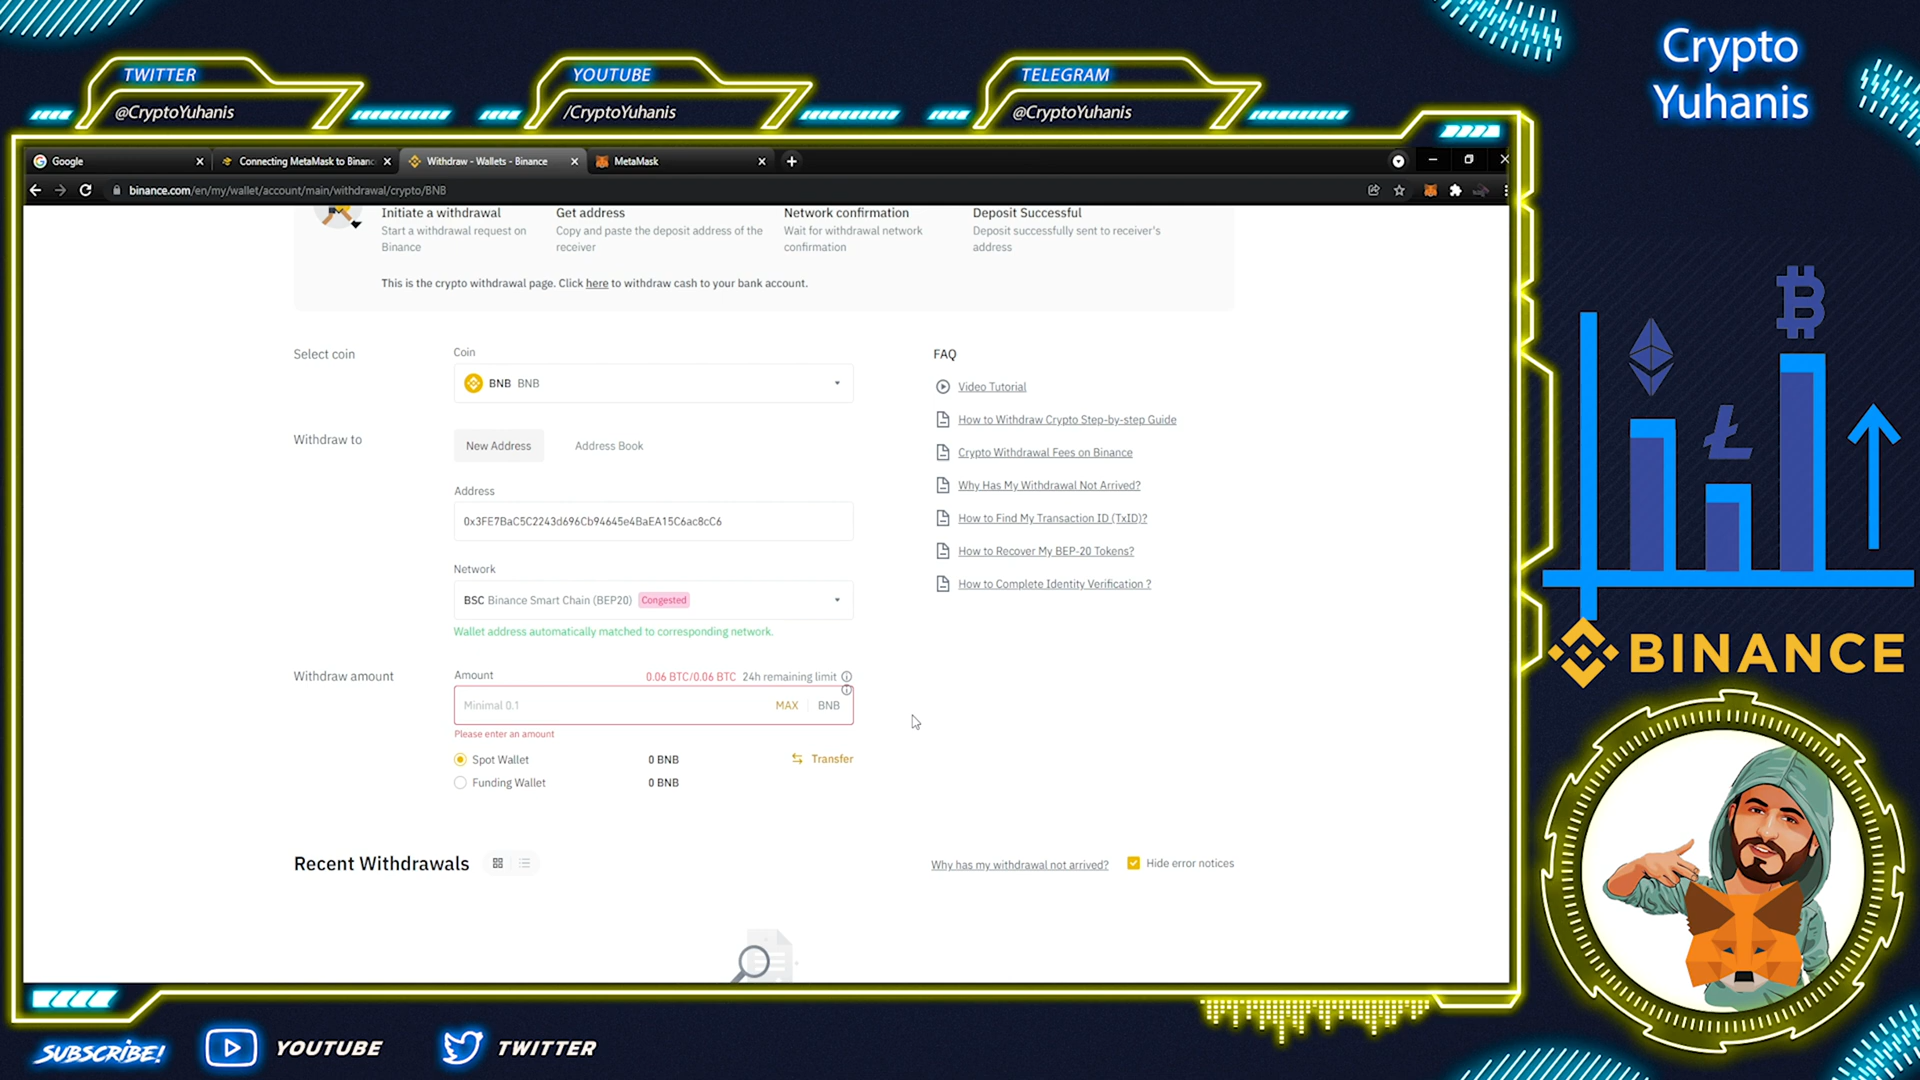 Crypto
Yuhanis
TWITTER
@CryptoYuhanis
YOUTUBE
/CryptoYuhanis
TELEGRAM
@CryptoYuhanis
Google
Connecting MetaMask to Binanc
Withdraw - Wallets - Binance
MetaMask
binance.com/en/my/wallet/account/main/withdrawal/crypto/BNB
Initiate a withdrawal
Start a withdrawal request on
Binance
Get address
Copy and paste the deposit address of the
receiver
Network confirmation
Wait for withdrawal network
confirmation
Deposit Successful
Deposit successfully sent to receiver's
address
This is the crypto withdrawal page. Click here to withdraw cash to your bank account.
Select coin
Coin
BNB BNB
Withdraw to
New Address
Address Book
Address
0x3FE7BaC5C2243d696Cb94645e4BaEA15C6ac8cC6
Network
BSC Binance Smart Chain (BEP20) Congested
Wallet address automatically matched to corresponding network.
Withdraw amount
Amount
0.06 BTC/0.06 BTC 24h remaining limit
Minimal 0.1
MAX
BNB
Please enter an amount
Spot Wallet
0 BNB
Transfer
Funding Wallet
0 BNB
FAQ
Video Tutorial
How to Withdraw Crypto Step-by-step Guide
Crypto Withdrawal Fees on Binance
Why Has My Withdrawal Not Arrived?
How to Find My Transaction ID (TxID)?
How to Recover My BEP-20 Tokens?
How to Complete Identity Verification ?
Recent Withdrawals
Why has my withdrawal not arrived?
Hide error notices
BINANCE
SUBSCRIBE!
YOUTUBE
TWITTER